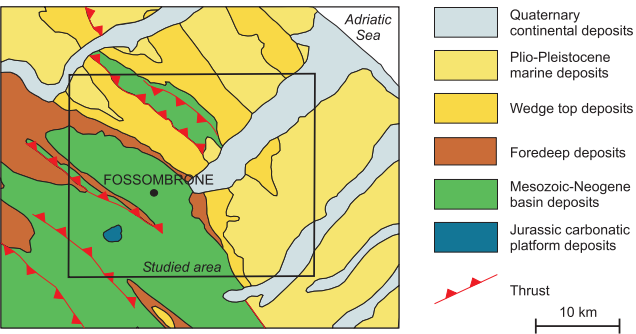 Adriatic
Sea
FOSSOMBRONE
Studied area
Quaternary
continental deposits
Plio-Pleistocene
marine deposits
Wedge top deposits
Foredeep deposits
Mesozoic-Neogene
basin deposits
Jurassic carbonatic
platform deposits
Thrust
10 km